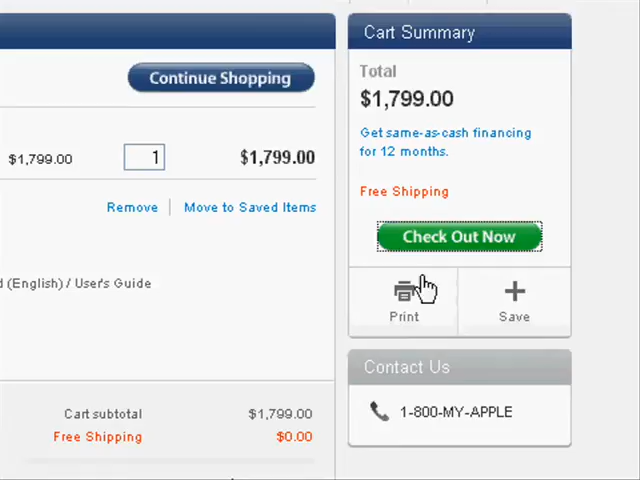 Continue Shopping
$1,799.00 1 $1,799.00
Remove Move to Saved Items
d (English) / User's Guide
Cart subtotal $1,799.00
Free Shipping $0.00
Cart Summary
Total
$1,799.00
Get same-as-cash financing
for 12 months.
Free Shipping
Check Out Now
Print Save
Contact Us
1-800-MY-APPLE